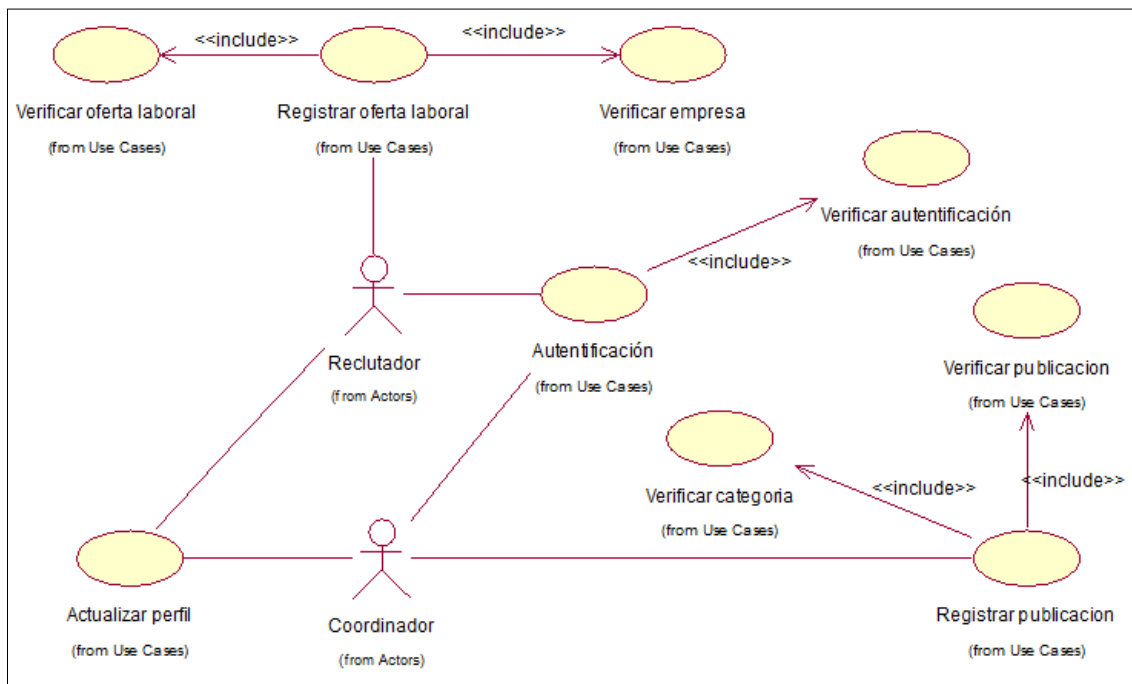 <<include>>
<<include>>
Verificar oferta laboral
(from Use Cases)
Registrar oferta laboral
(from Use Cases)
Verificar empresa
(from Use Cases)
Verificar autentificación
(from Use Cases)
<<include>>
Reclutador
(from Actors)
Autentificación
(from Use Cases)
Verificar publicacion
(from Use Cases)
Verificar categoria
(from Use Cases)
<<include>>
<<include>>
Actualizar perfil
(from Use Cases)
Coordinador
(from Actors)
Registrar publicacion
(from Use Cases)